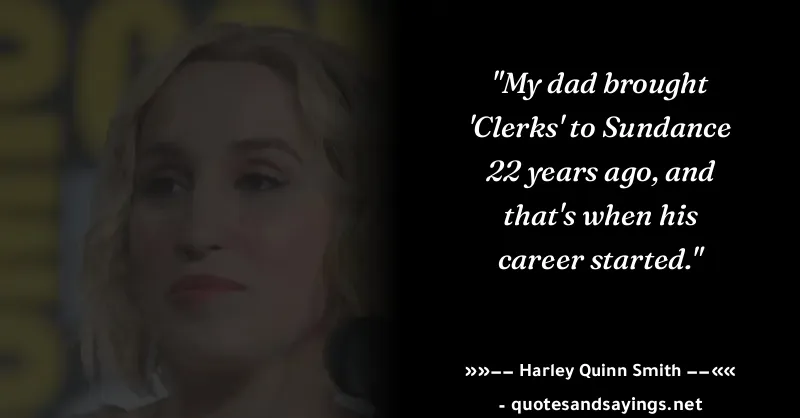 "My dad brought
'Clerks' to Sundance
22 years ago, and
that's when his
career started."
»»−− Harley Quinn Smith −−««
- quotesandsayings.net